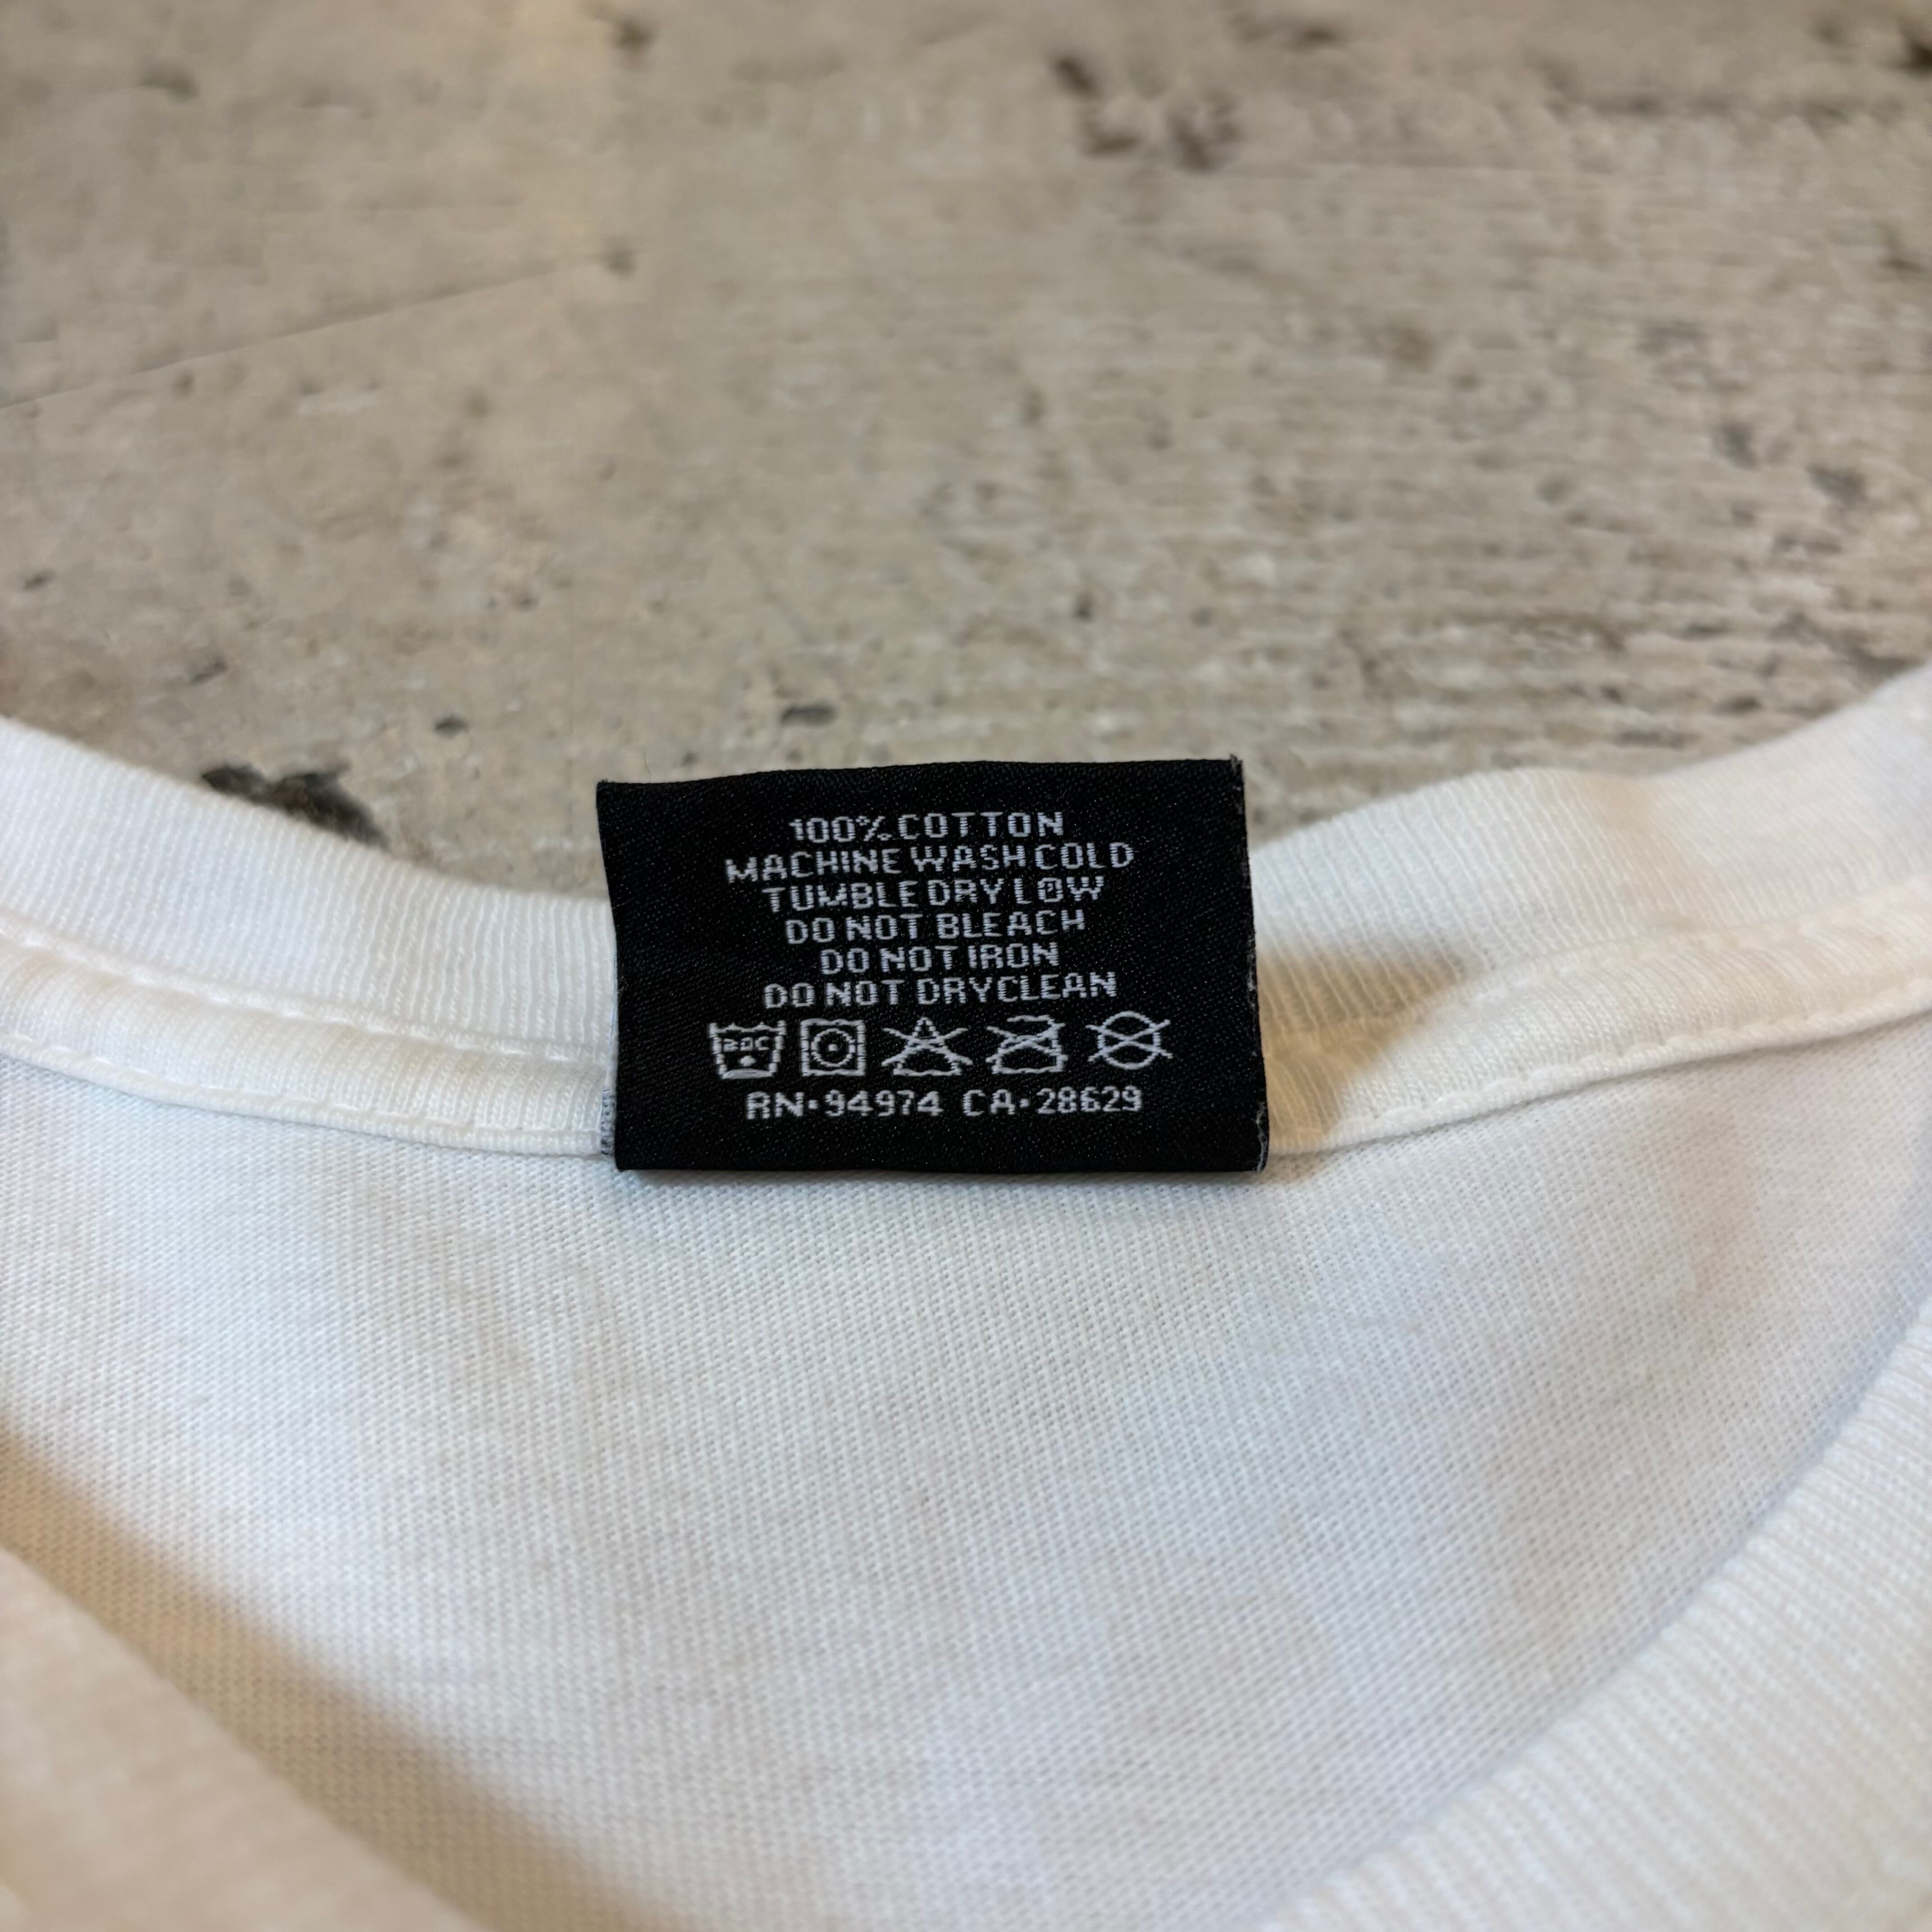 100% COTTON
MACHINE WASH COLD
TUMBLE DRY LOW
DO NOT BLEACH
DO NOT IRON
DO NOT DRYCLEAN
30°C
RN·94974 CA·28629